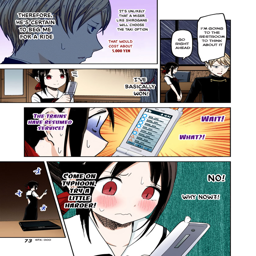 I'M GOING
TO THE
RESTROOM
TO THINK
ABOUT IT
GO
RIGHT
AHEAD
IT'S UNLIKELY
THAT A MISER
LIKE SHIROGANE
WILL CHOOSE
THE TAXI OPTION
THAT WOULD
COST ABOUT
1,000 YEN
THEREFORE,
HE'S CERTAIN
TO BEG ME
FOR A RIDE
I'VE
BASICALLY
WON!
WAIT!
WHAT?!
THE TRAINS
HAVE RESUMED
SERVICE!
NO!
WHY NOW?!
COME ON
TYPHOON,
TRY A
LITTLE
HARDER!
73